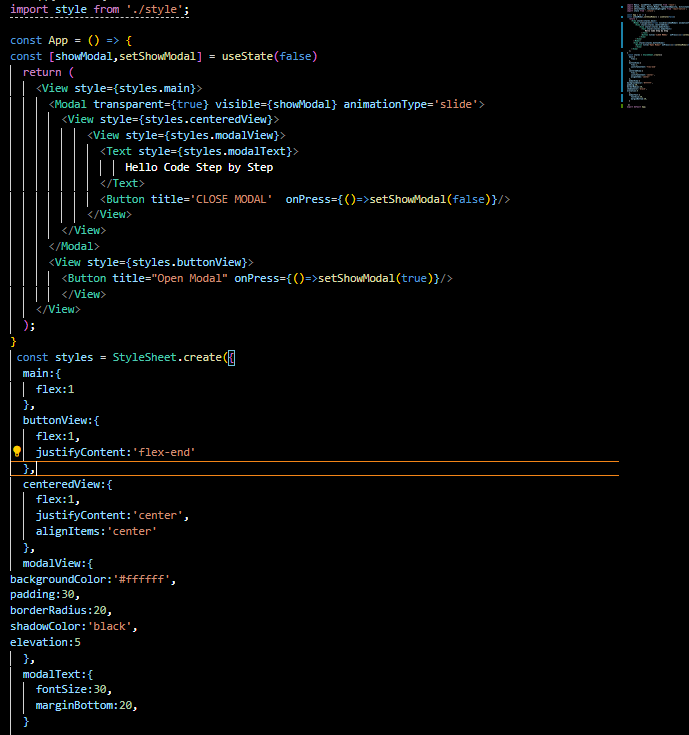 import style from './style';
const App = () => {
const [showModal,setShowModal] = useState(false)
return (
<View style={styles.main}>
<Modal transparent={true} visible={showModal} animationType='slide'>
<View style={styles.centeredView}>
<View style={styles.modalView}>
<Text style={styles.modalText}>
Hello Code Step by Step
</Text>
<Button title='CLOSE MODAL'  onPress={()=>setShowModal(false)}/>
</View>
</View>
</Modal>
<View style={styles.buttonView}>
<Button title="Open Modal" onPress={()=>setShowModal(true)}/>
</View>
</View>
);
}
const styles = StyleSheet.create({
main:{
flex:1
},
buttonView:{
flex:1,
justifyContent:'flex-end'
},
centeredView:{
flex:1,
justifyContent:'center',
alignItems:'center'
},
modalView:{
backgroundColor:'#ffffff',
padding:30,
borderRadius:20,
shadowColor:'black',
elevation:5
},
modalText:{
fontSize:30,
marginBottom:20,
}